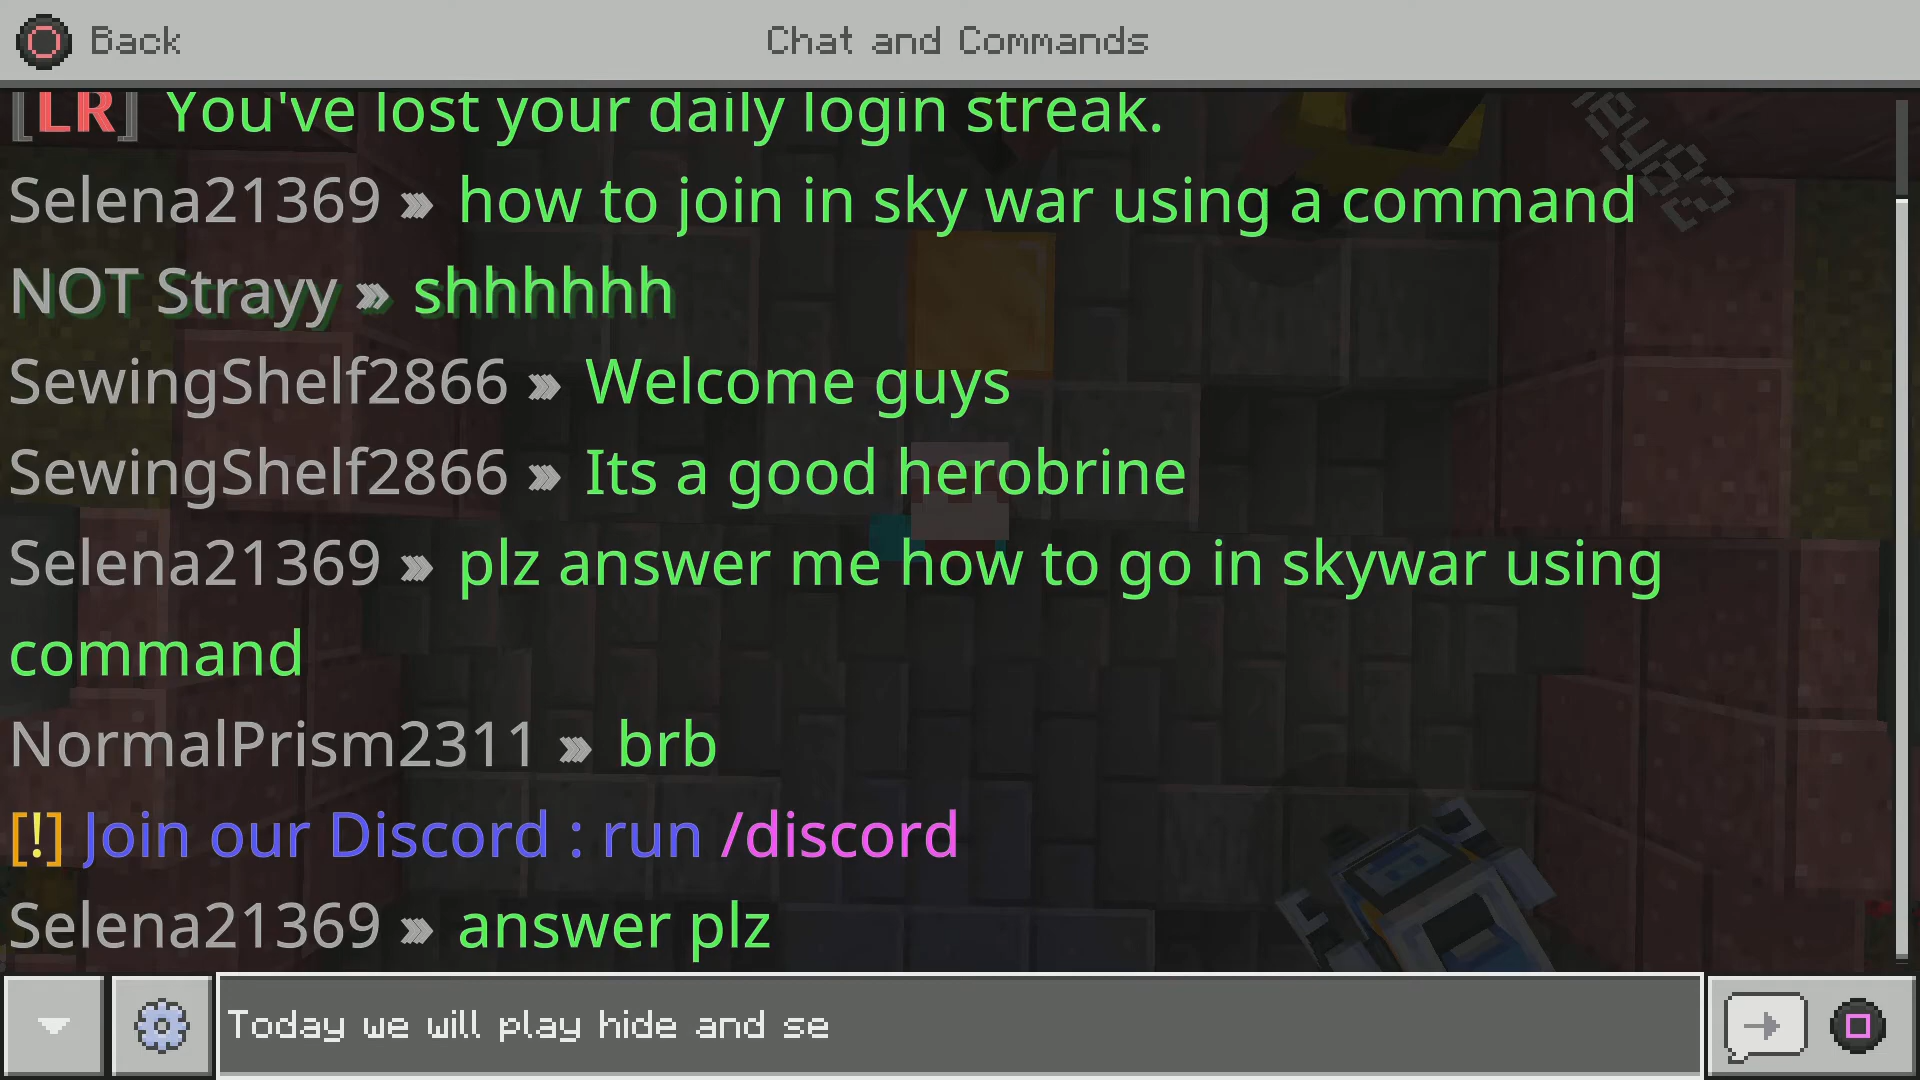 Back
Chat and Commands
[LR] You've lost your daily login streak.
Selena21369 »» how to join in sky war using a command
NOT Strayy »» shhhhhh
SewingShelf2866 »» Welcome guys
SewingShelf2866 »» Its a good herobrine
Selena21369 »» plz answer me how to go in skywar using
command
NormalPrism2311 »» brb
[!] Join our Discord : run /discord
Selena21369 »» answer plz
Today we will play hide and se